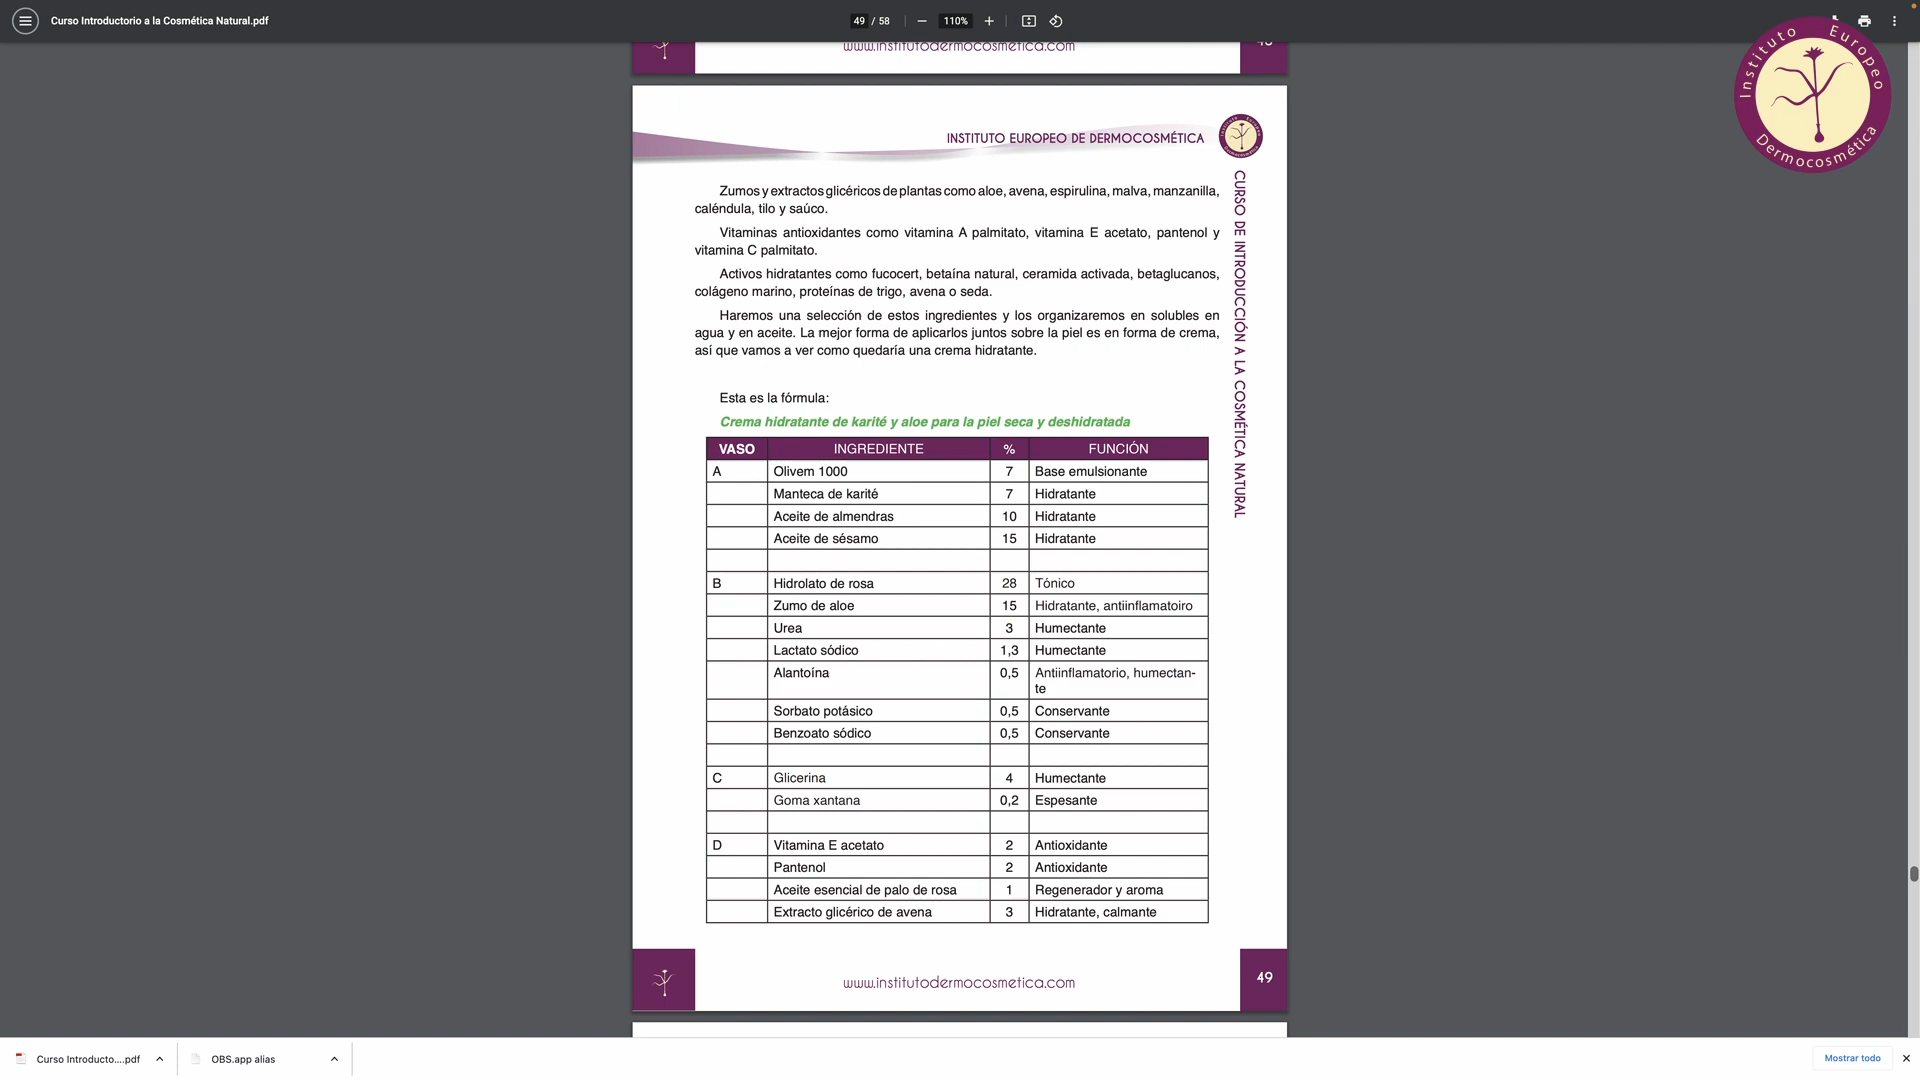 Curso Introductorio a la Cosmética Natural.pdf
49 / 58
110%
Instituto Europeo
Dermocosmética
www.institutodermocosmetica.com
INSTITUTO EUROPEO DE DERMOCOSMÉTICA
CURSO DE INTRODUCCIÓN A LA COSMÉTICA NATURAL
Zumos y extractos glicéricos de plantas como aloe, avena, espirulina, malva, manzanilla,
caléndula, tilo y saúco.
Vitaminas antioxidantes como vitamina A palmitato, vitamina E acetato, pantenol y
vitamina C palmitato.
Activos hidratantes como fucocert, betaína natural, ceramida activada, betaglucanos,
colágeno marino, proteínas de trigo, avena o seda.
Haremos una selección de estos ingredientes y los organizaremos en solubles en
agua y en aceite. La mejor forma de aplicarlos juntos sobre la piel es en forma de crema,
así que vamos a ver como quedaría una crema hidratante.
Esta es la fórmula:
Crema hidratante de karité y aloe para la piel seca y deshidratada
VASO INGREDIENTE % FUNCIÓN
A Olivem 1000 7 Base emulsionante
Manteca de karité 7 Hidratante
Aceite de almendras 10 Hidratante
Aceite de sésamo 15 Hidratante
B Hidrolato de rosa 28 Tónico
Zumo de aloe 15 Hidratante, antiinflamatoiro
Urea 3 Humectante
Lactato sódico 1,3 Humectante
Alantoína 0,5 Antiinflamatorio, humectan-
te
Sorbato potásico 0,5 Conservante
Benzoato sódico 0,5 Conservante
C Glicerina 4 Humectante
Goma xantana 0,2 Espesante
D Vitamina E acetato 2 Antioxidante
Pantenol 2 Antioxidante
Aceite esencial de palo de rosa 1 Regenerador y aroma
Extracto glicérico de avena 3 Hidratante, calmante
www.institutodermocosmetica.com
49
Curso Introducto....pdf
OBS.app alias
Mostrar todo